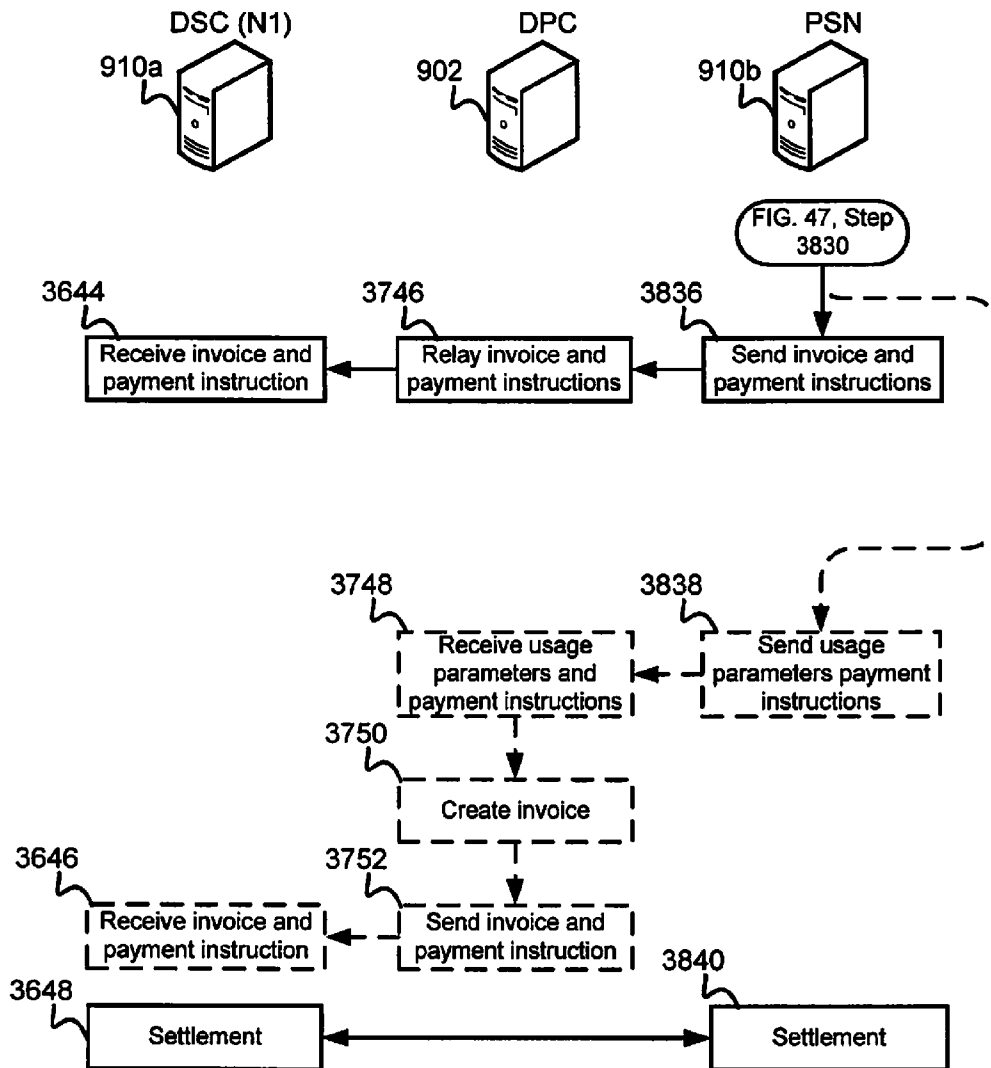 DSC (N1)
DPC
PSN
910a
902
910b
FIG. 47, Step
3830
3644
3746
3836
Receive invoice and
payment instruction
Relay invoice and
payment instructions
Send invoice and
payment instructions
3748
3838
Receive usage
parameters and
payment instructions
Send usage
parameters payment
instructions
3750
Create invoice
3646
3752
Receive invoice and
payment instruction
Send invoice and
payment instruction
3648
3840
Settlement
Settlement